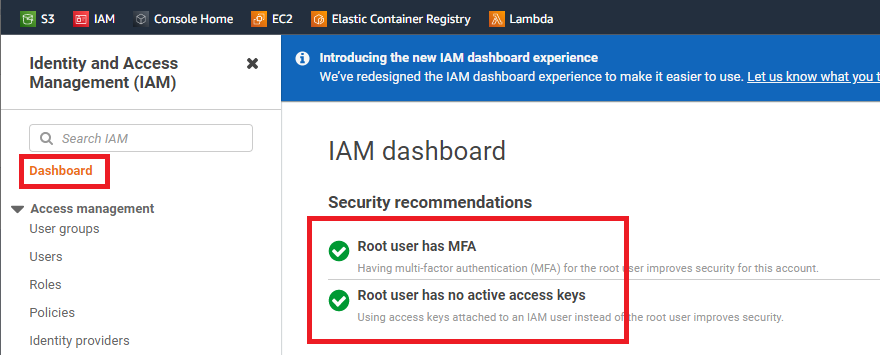 S3 IAM Console Home EC2 Elastic Container Registry Lambda
Identity and Access
Management (IAM)
Search IAM
Dashboard
Access management
User groups
Users
Roles
Policies
Identity providers
Introducing the new IAM dashboard experience
We've redesigned the IAM dashboard experience to make it easier to use. Let us know what you t
IAM dashboard
Security recommendations
Root user has MFA
Having multi-factor authentication (MFA) for the root user improves security for this account.
Root user has no active access keys
Using access keys attached to an IAM user instead of the root user improves security.